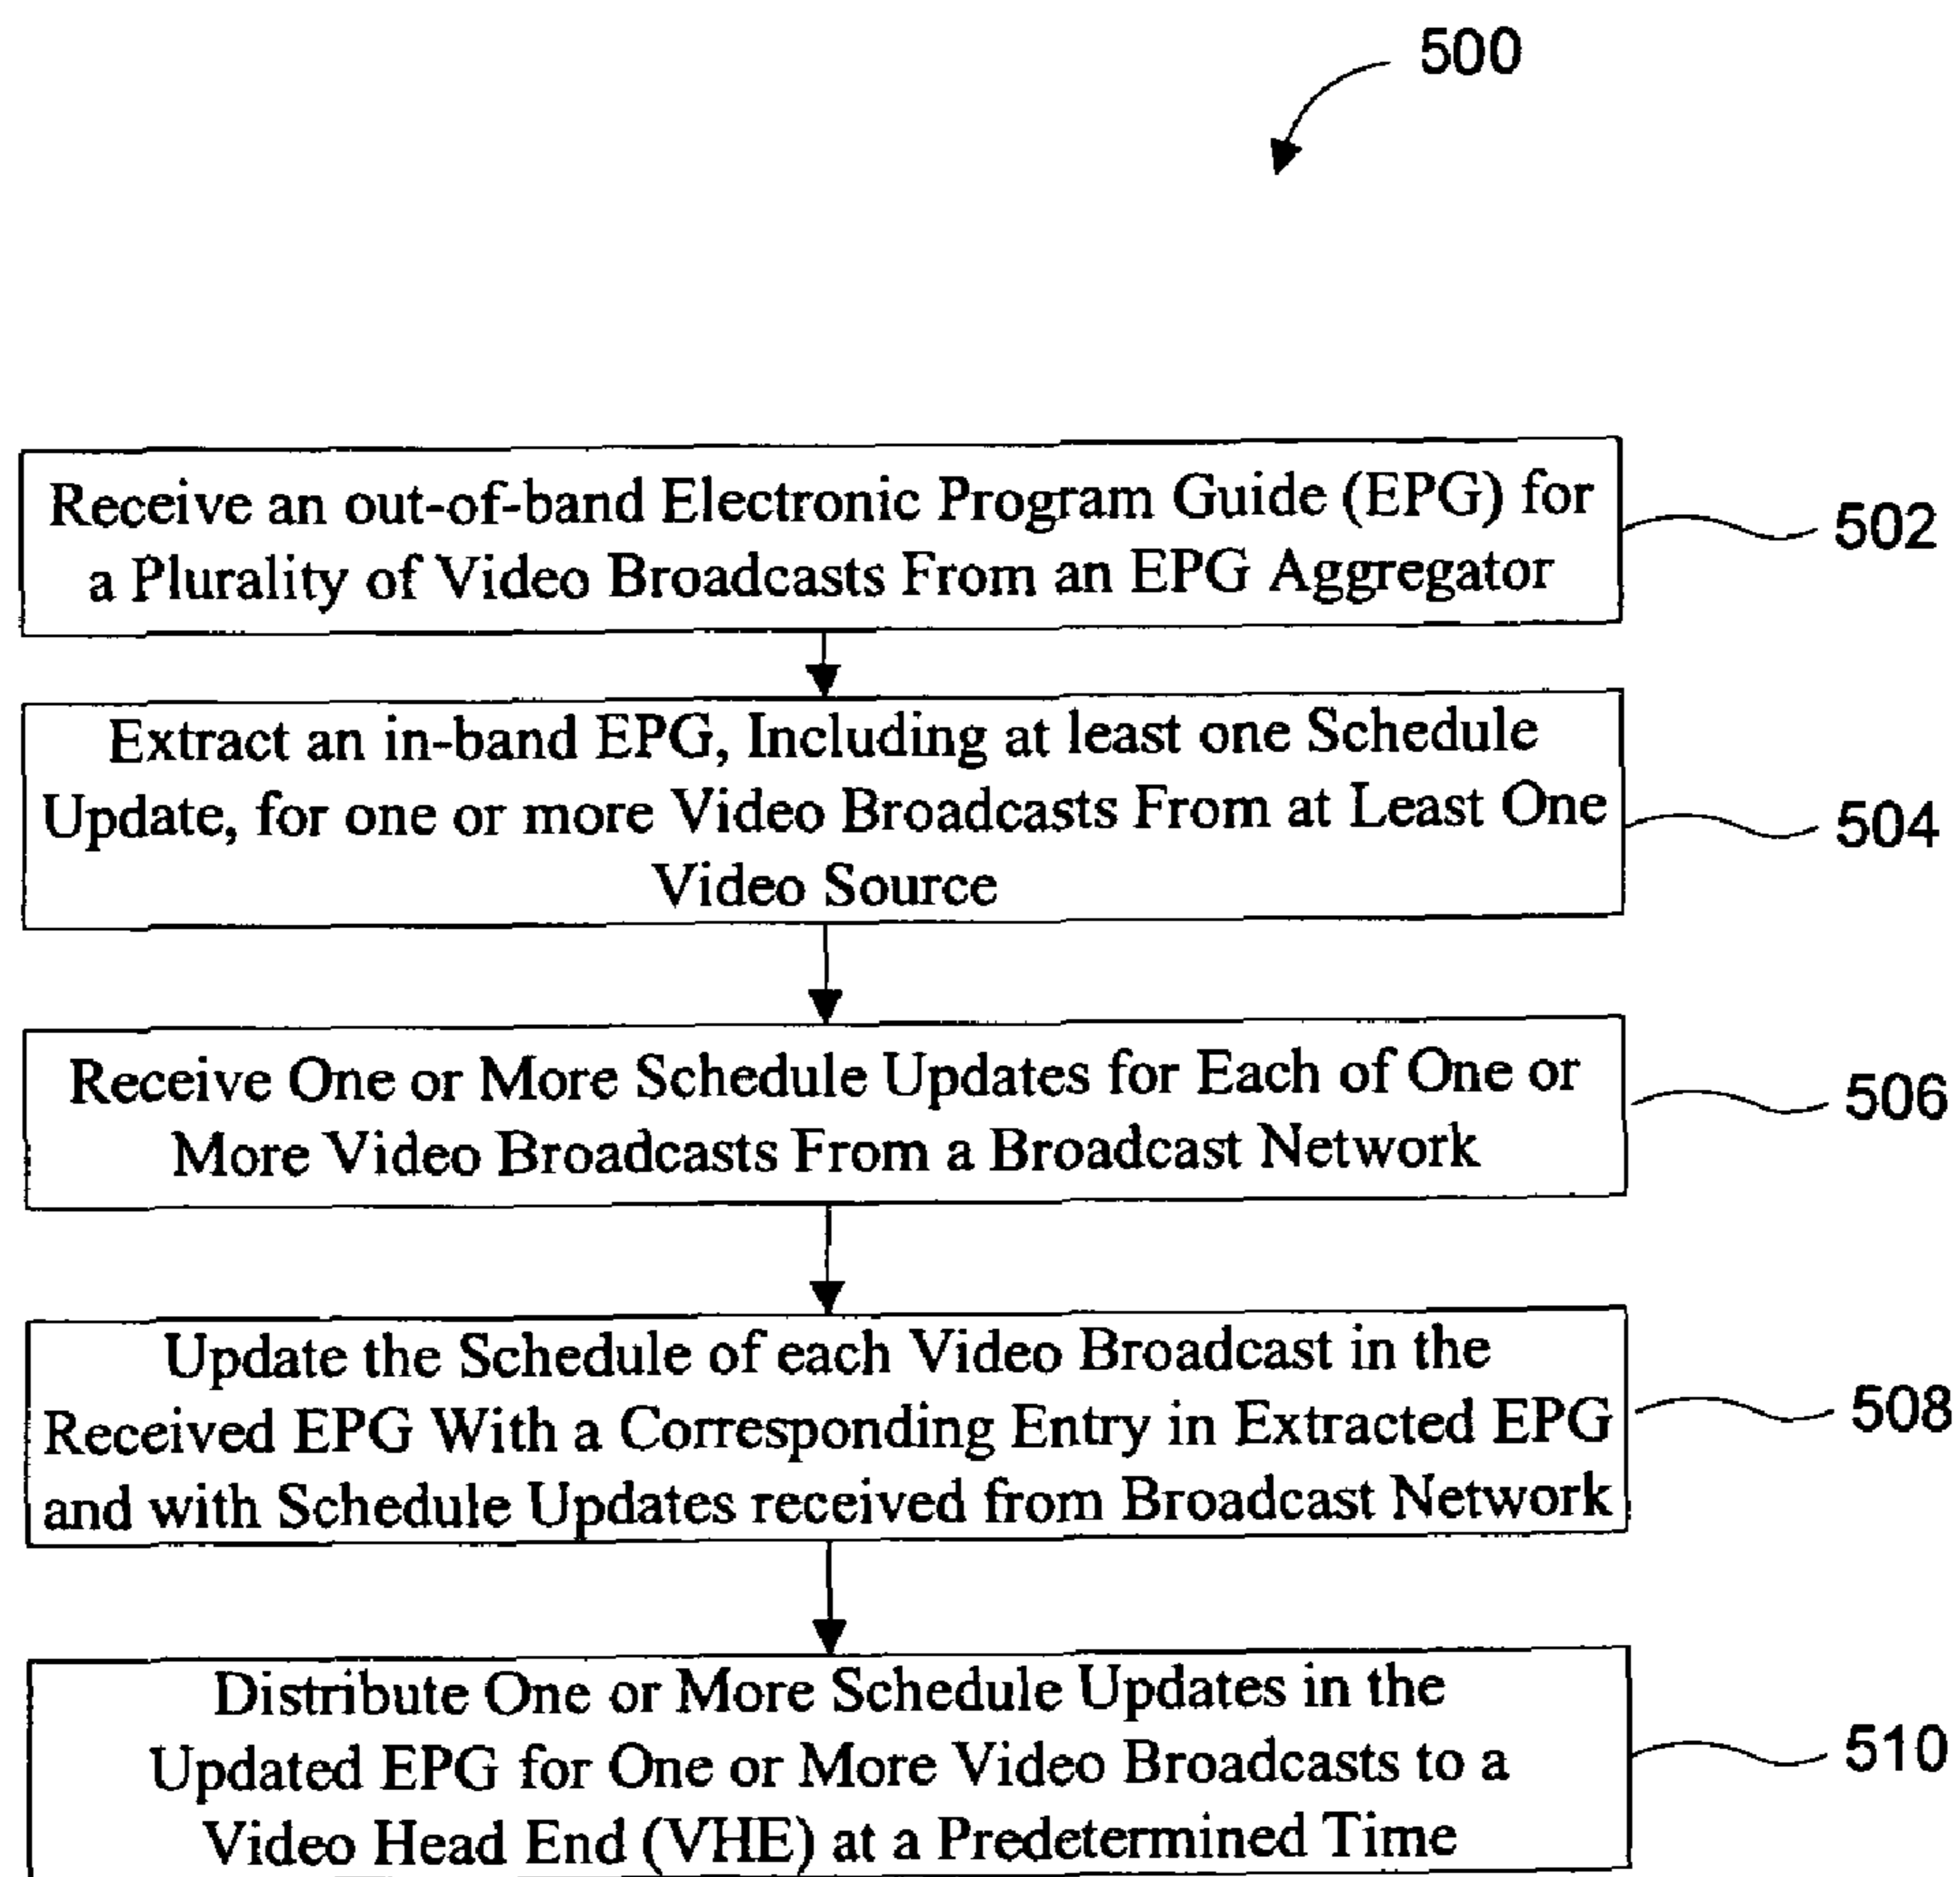 500
Receive an out-of-band Electronic Program Guide (EPG) for
a Plurality of Video Broadcasts From an EPG Aggregator
502
Extract an in-band EPG, Including at least one Schedule
Update, for one or more Video Broadcasts From at Least One
Video Source
504
Receive One or More Schedule Updates for Each of One or
More Video Broadcasts From a Broadcast Network
506
Update the Schedule of each Video Broadcast in the
Received EPG With a Corresponding Entry in Extracted EPG
and with Schedule Updates received from Broadcast Network
508
Distribute One or More Schedule Updates in the
Updated EPG for One or More Video Broadcasts to a
Video Head End (VHE) at a Predetermined Time
510